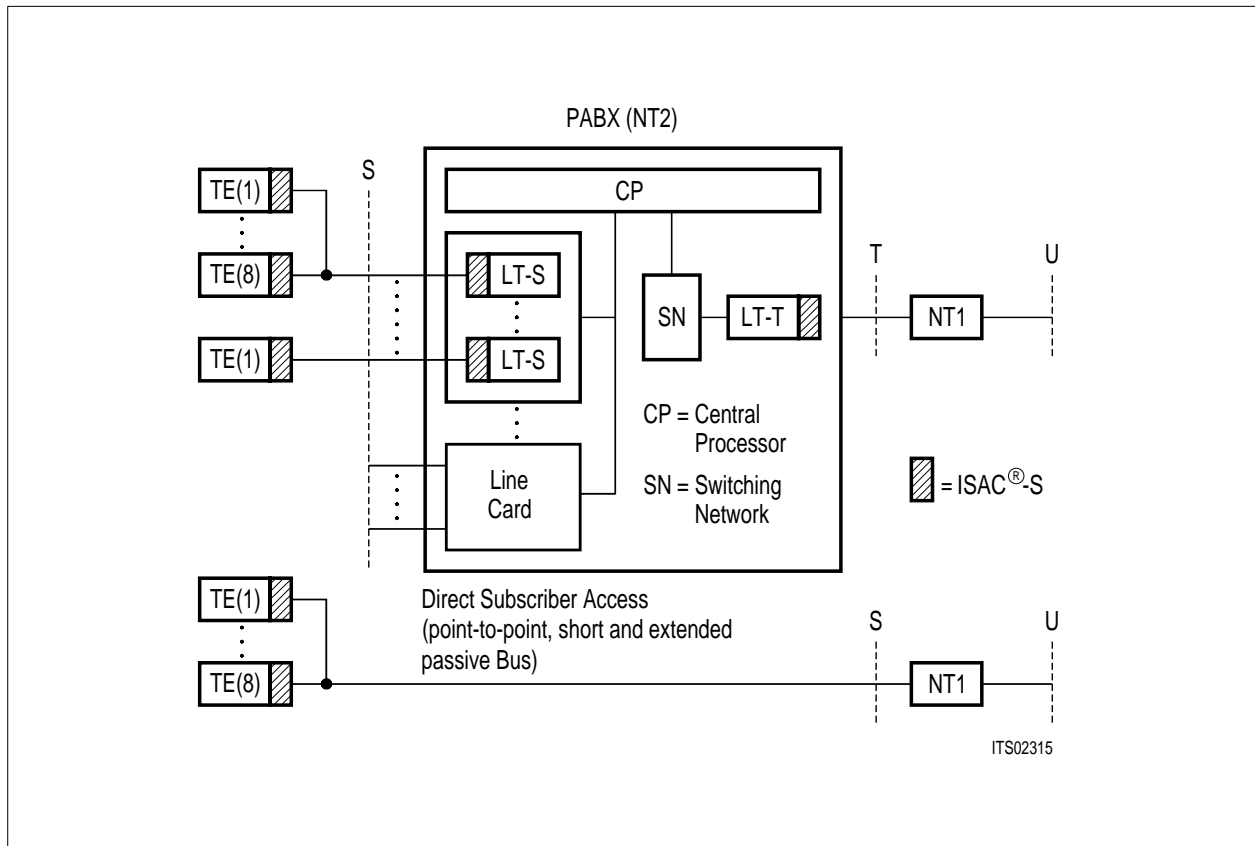 PABX (NT2)
S
TE(1)
CP
TE(8)
LT-S
SN
LT-T
T
U
NT1
TE(1)
LT-S
CP = Central
Processor
SN = Switching
Network
Line
Card
= ISAC®-S
TE(1)
Direct Subscriber Access
(point-to-point, short and extended
passive Bus)
S
U
TE(8)
NT1
ITS02315